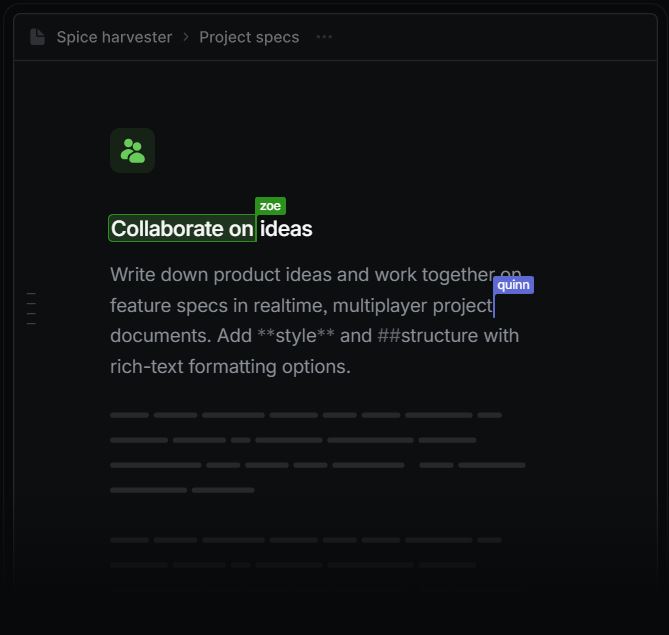 Spice harvester > Project specs ...
zoe
Collaborate on ideas
Write down product ideas and work together on
quinn
feature specs in realtime, multiplayer project
documents. Add **style** and ##structure with
rich-text formatting options.